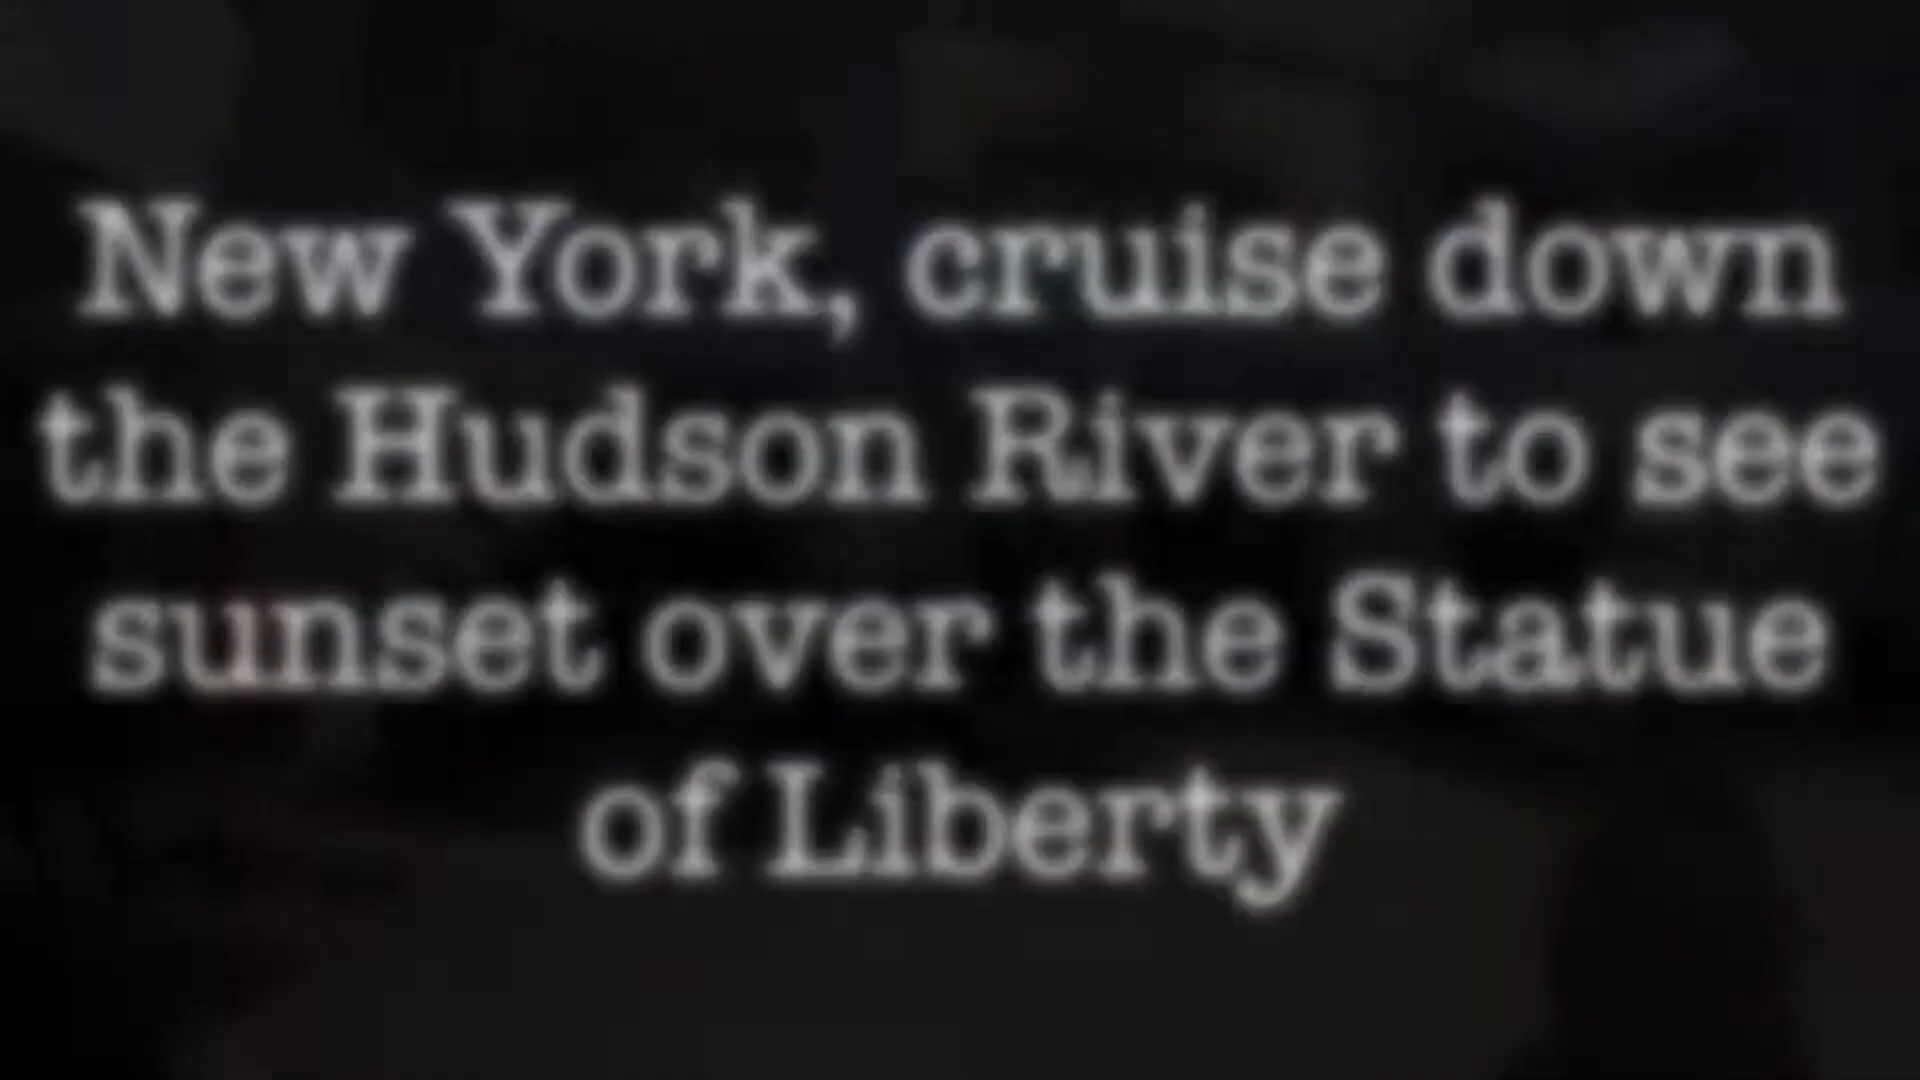 New York, cruise down
the Hudson River to see
sunset over the Statue
of Liberty